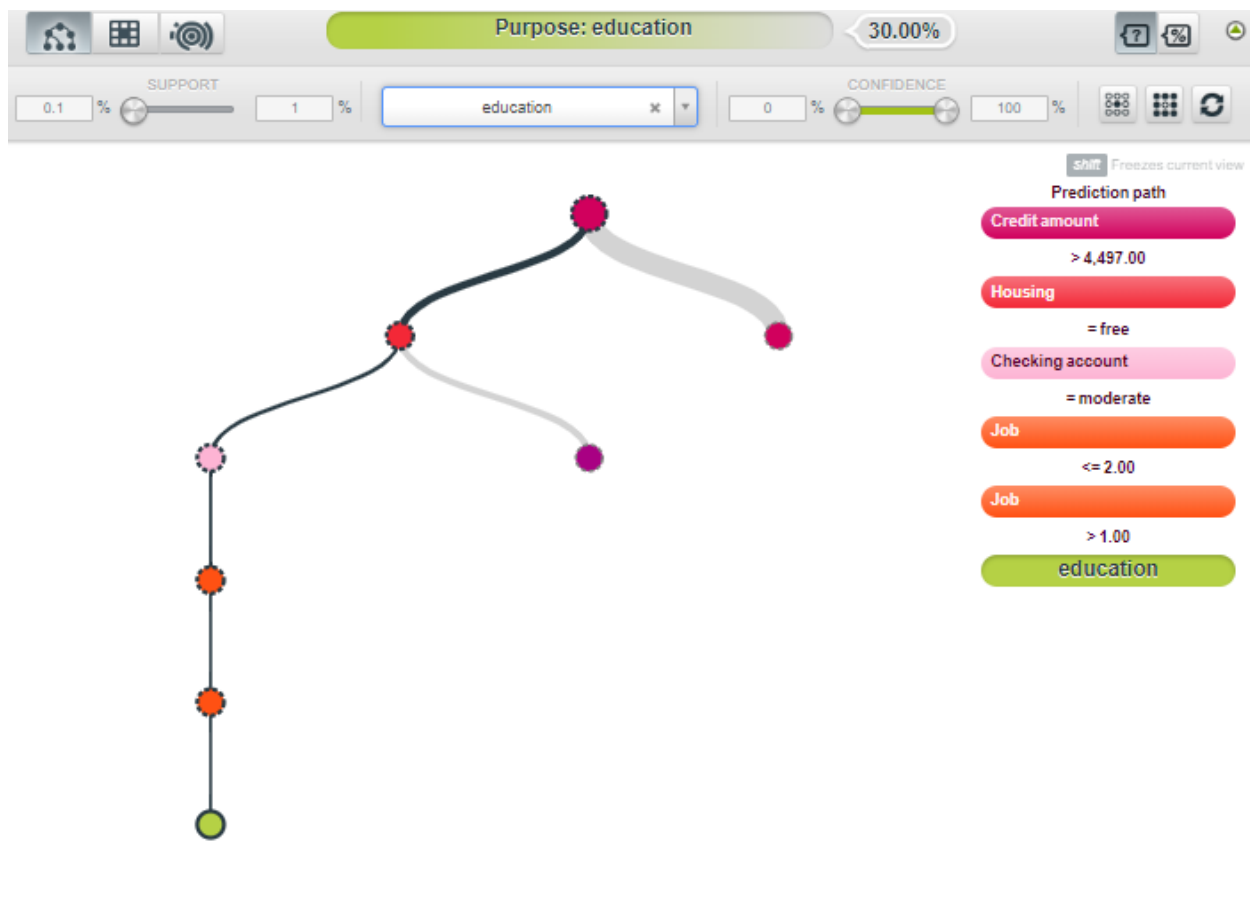 Purpose: education
30.00%
?
%
SUPPORT
0.1 %
1 %
education
CONFIDENCE
0 %
100 %
shift Freezes current view
Prediction path
Credit amount
> 4,497.00
Housing
= free
Checking account
= moderate
Job
<= 2.00
Job
> 1.00
education